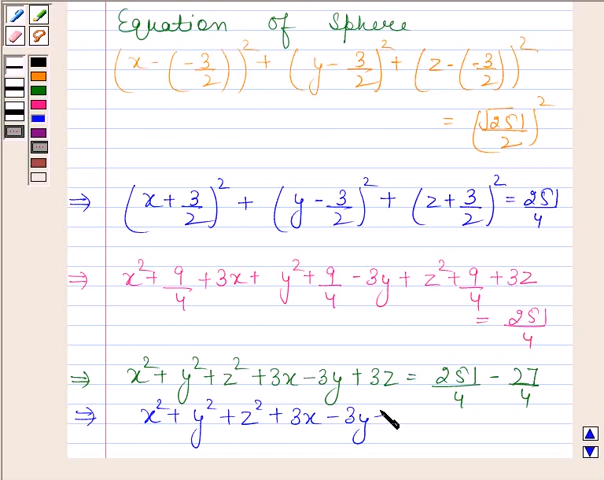 Equation of Sphere
(x - (-3/2))² + (y - 3/2)² + (z - (-3/2))²
= (√251/2)²
⇒ (x + 3/2)² + (y - 3/2)² + (z + 3/2)² = 251/4
⇒ x² + 9/4 + 3x + y² + 9/4 - 3y + z² + 9/4 + 3z
= 251/4
⇒ x² + y² + z² + 3x - 3y + 3z = 251/4 - 27/4
⇒ x² + y² + z² + 3x - 3y